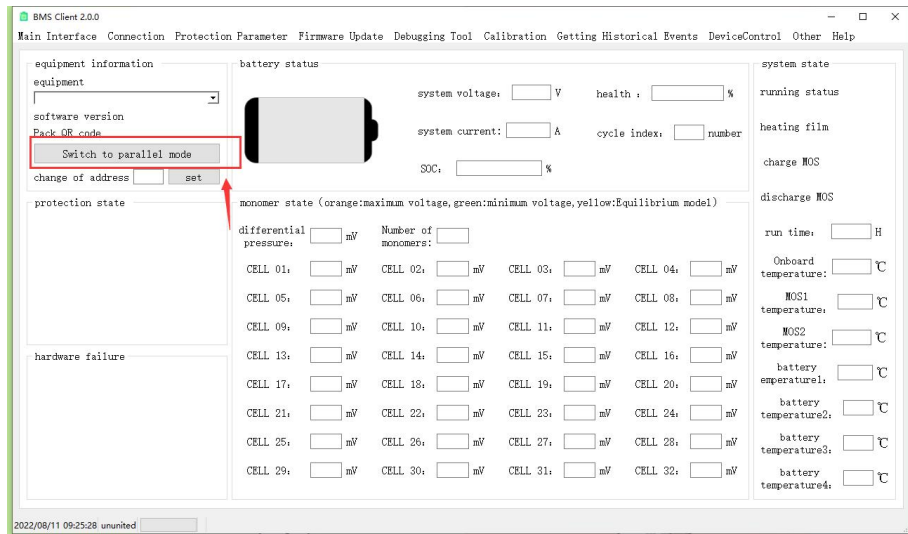 BMS Client 2.0.0
Main Interface Connection Protection Parameter Firmware Update Debugging Tool Calibration Getting Historical Events DeviceControl Other Help
equipment information
equipment
software version
Pack QR code
Switch to parallel mode
change of address set
battery status
system voltage: V health : %
system current: A cycle index: number
SOC: %
system state
running status
heating film
charge MOS
discharge MOS
run time: H
Onboard temperature: ℃
MOS1 temperature: ℃
MOS2 temperature: ℃
battery emperature1: ℃
battery temperature2: ℃
battery temperature3: ℃
battery temperature4: ℃
protection state
hardware failure
monomer state (orange:maximum voltage,green:minimum voltage,yellow:Equilibrium model)
differential pressure: mV Number of monomers:
CELL 01: mV CELL 02: mV CELL 03: mV CELL 04: mV
CELL 05: mV CELL 06: mV CELL 07: mV CELL 08: mV
CELL 09: mV CELL 10: mV CELL 11: mV CELL 12: mV
CELL 13: mV CELL 14: mV CELL 15: mV CELL 16: mV
CELL 17: mV CELL 18: mV CELL 19: mV CELL 20: mV
CELL 21: mV CELL 22: mV CELL 23: mV CELL 24: mV
CELL 25: mV CELL 26: mV CELL 27: mV CELL 28: mV
CELL 29: mV CELL 30: mV CELL 31: mV CELL 32: mV
2022/08/11 09:25:28 ununited